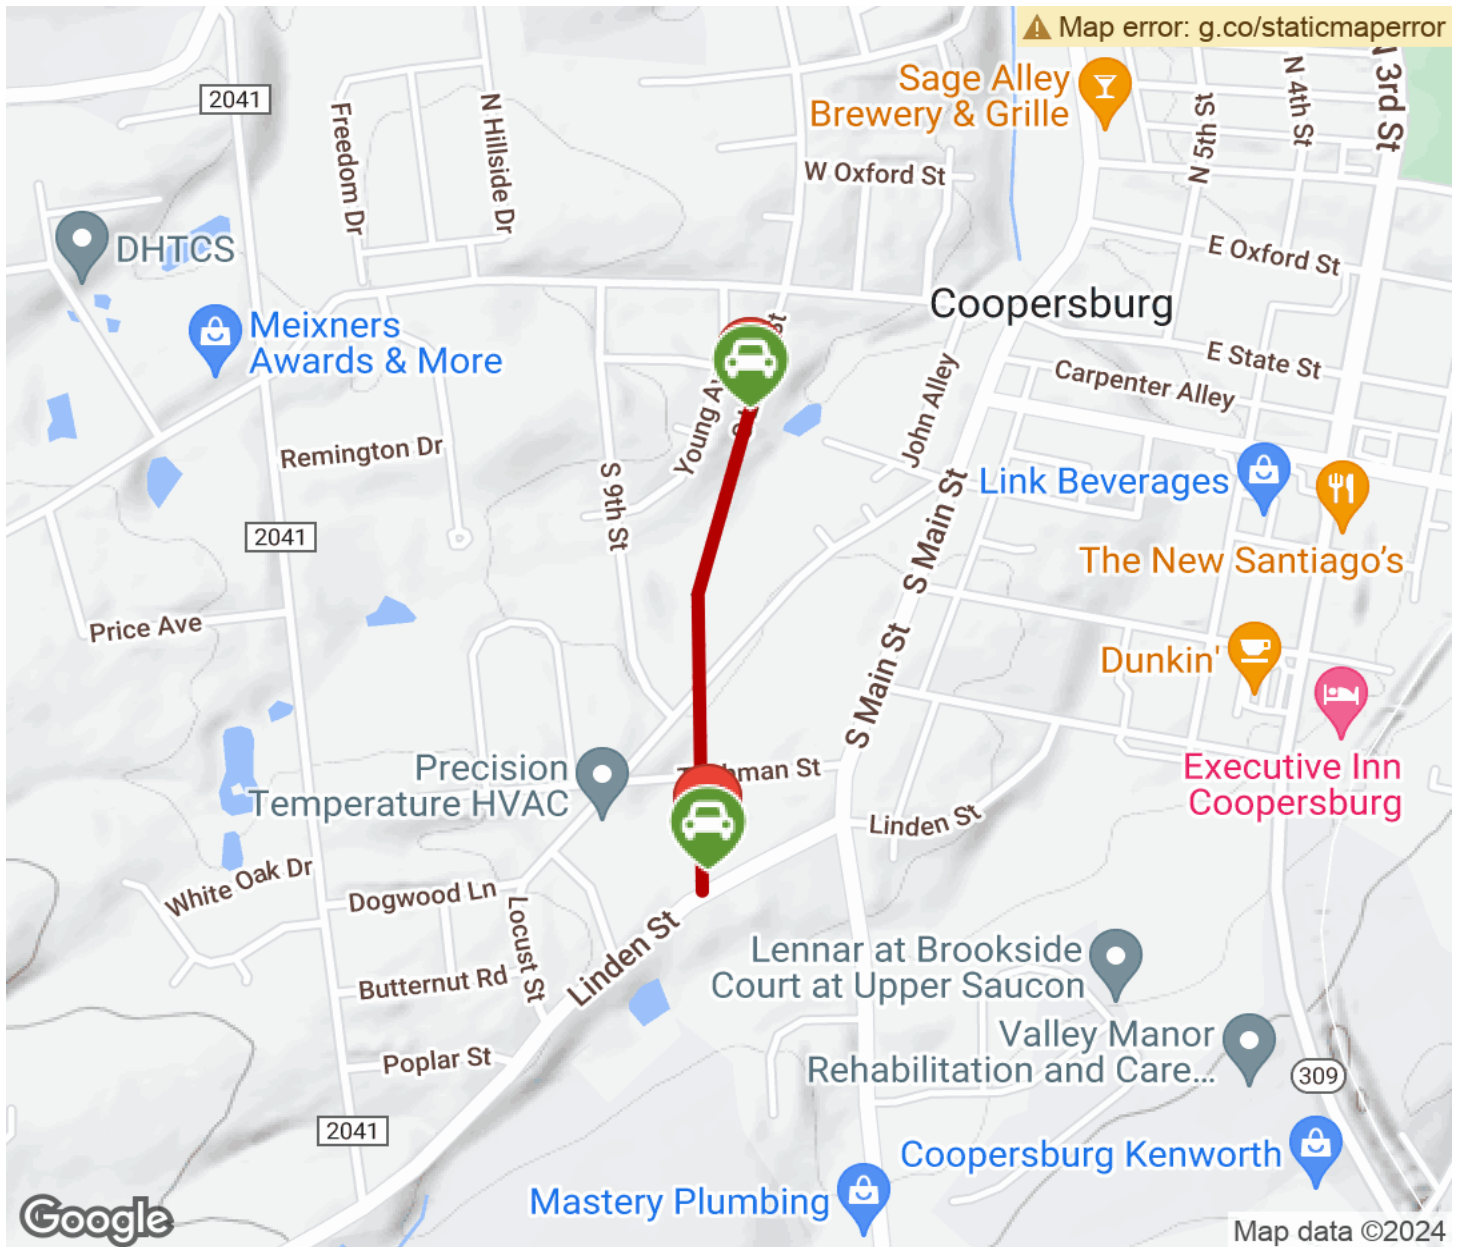 Map error: g.co/staticmaperror
N 3rd St
N 4th St
N 5th St
Sage Alley
Brewery & Grille
2041
Freedom Dr
N Hillside Dr
W Oxford St
E Oxford St
DHTCS
Coopersburg
Meixners
Awards & More
E State St
Carpenter Alley
John Alley
Young A
St
Remington Dr
S 9th St
S Main St
Link Beverages
The New Santiago's
2041
Price Ave
S Main St
Dunkin'
Precision
Temperature HVAC
hman St
Executive Inn
Coopersburg
Linden St
White Oak Dr
Dogwood Ln
Locust St
Linden St
Butternut Rd
Poplar St
Lennar at Brookside
Court at Upper Saucon
Valley Manor
Rehabilitation and Care...
309
2041
Coopersburg Kenworth
Mastery Plumbing
Google
Map data ©2024